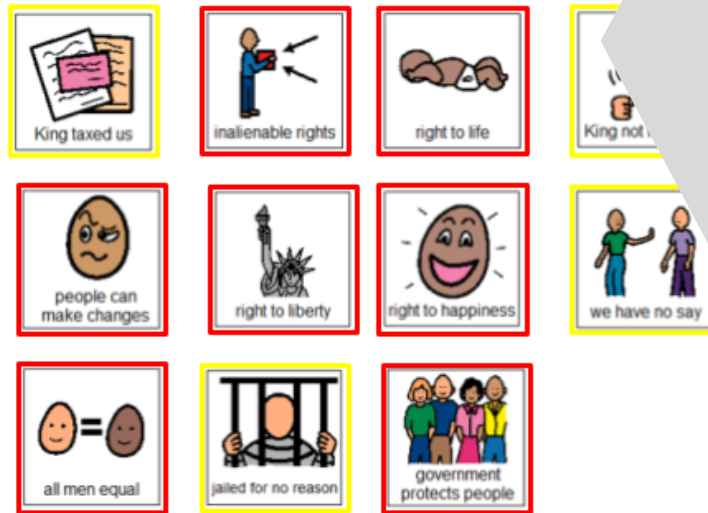 King taxed us
inalienable rights
right to life
King not
people can
make changes
right to liberty
right to happiness
we have no say
all men equal
jailed for no reason
government
protects people